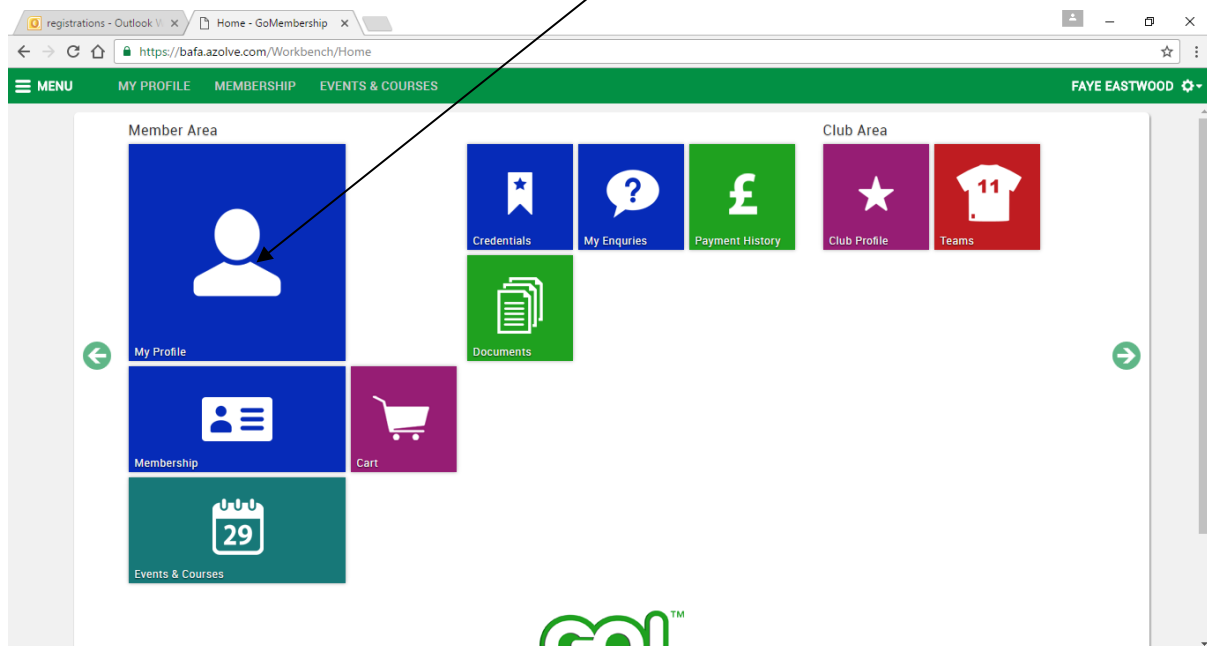 registrations - Outlook W
Home - GoMembership
https://bafa.azolve.com/Workbench/Home
MENU
MY PROFILE
MEMBERSHIP
EVENTS & COURSES
FAYE EASTWOOD
Member Area
Club Area
My Profile
Credentials
?
My Enquries
£
Payment History
Club Profile
11
Teams
Documents
Membership
Cart
29
Events & Courses
GO!™